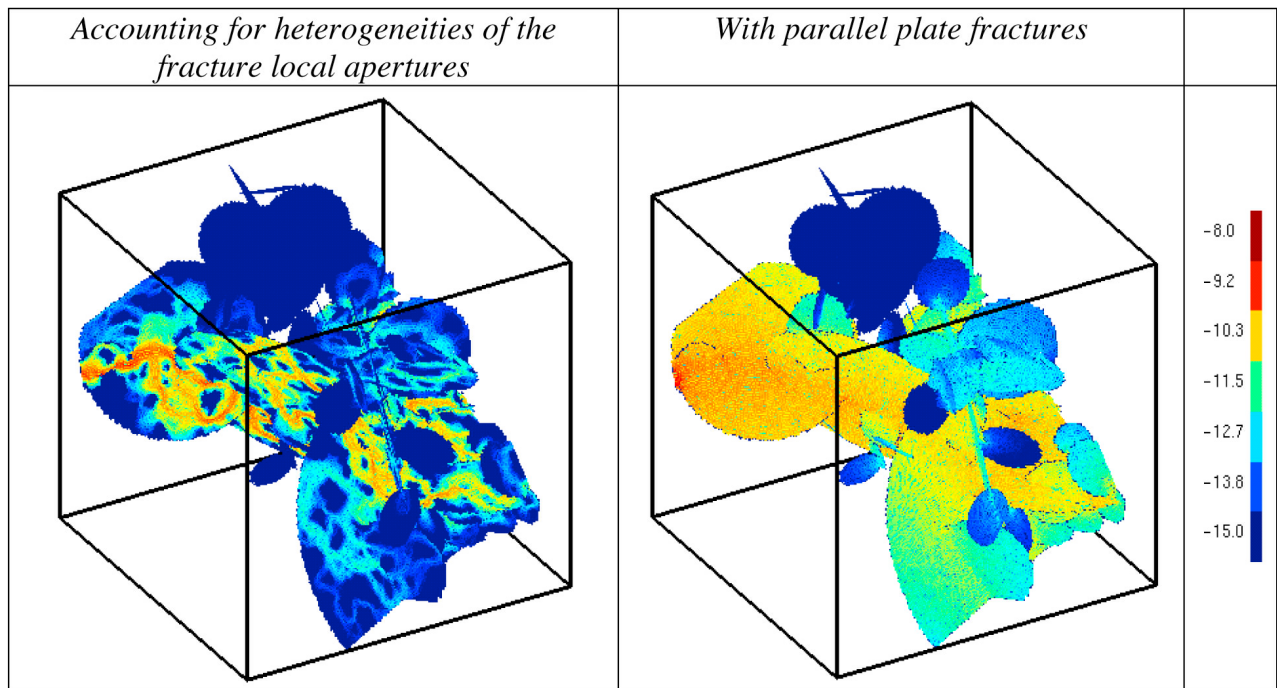 Accounting for heterogeneities of the
fracture local apertures
With parallel plate fractures
-8.0
-9.2
-10.3
-11.5
-12.7
-13.8
-15.0